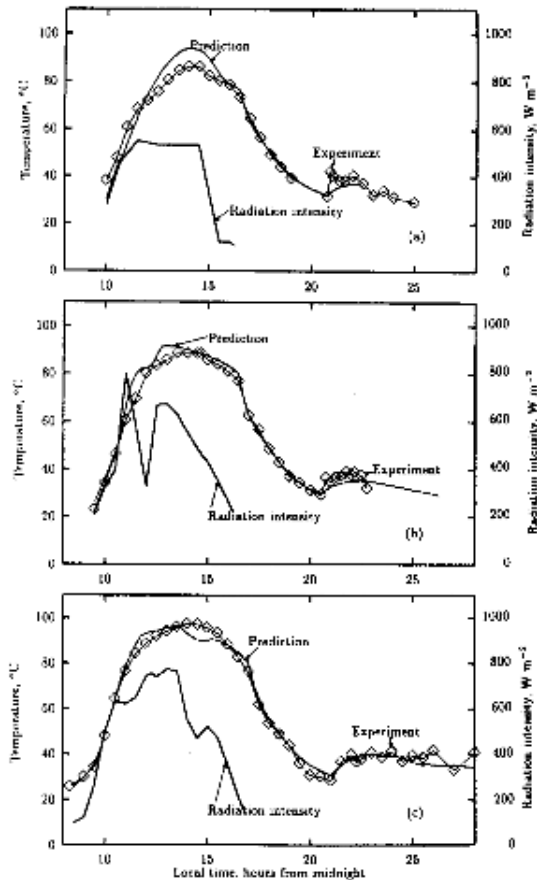 100
80
60
40
20
0
Temperature, °C
Prediction
Experiment
Radiation intensity
(a)
1000
800
600
400
200
0
Radiation intensity, W m⁻²
10
15
20
25
100
80
60
40
20
0
Temperature, °C
Prediction
Experiment
Radiation intensity
(b)
1000
800
600
400
200
0
Radiation intensity, W m⁻²
10
15
20
25
100
80
60
40
20
0
Temperature, °C
Prediction
Experiment
Radiation intensity
(c)
1000
800
600
400
200
0
Radiation intensity, W m⁻²
10
15
20
25
Local time, hours from midnight